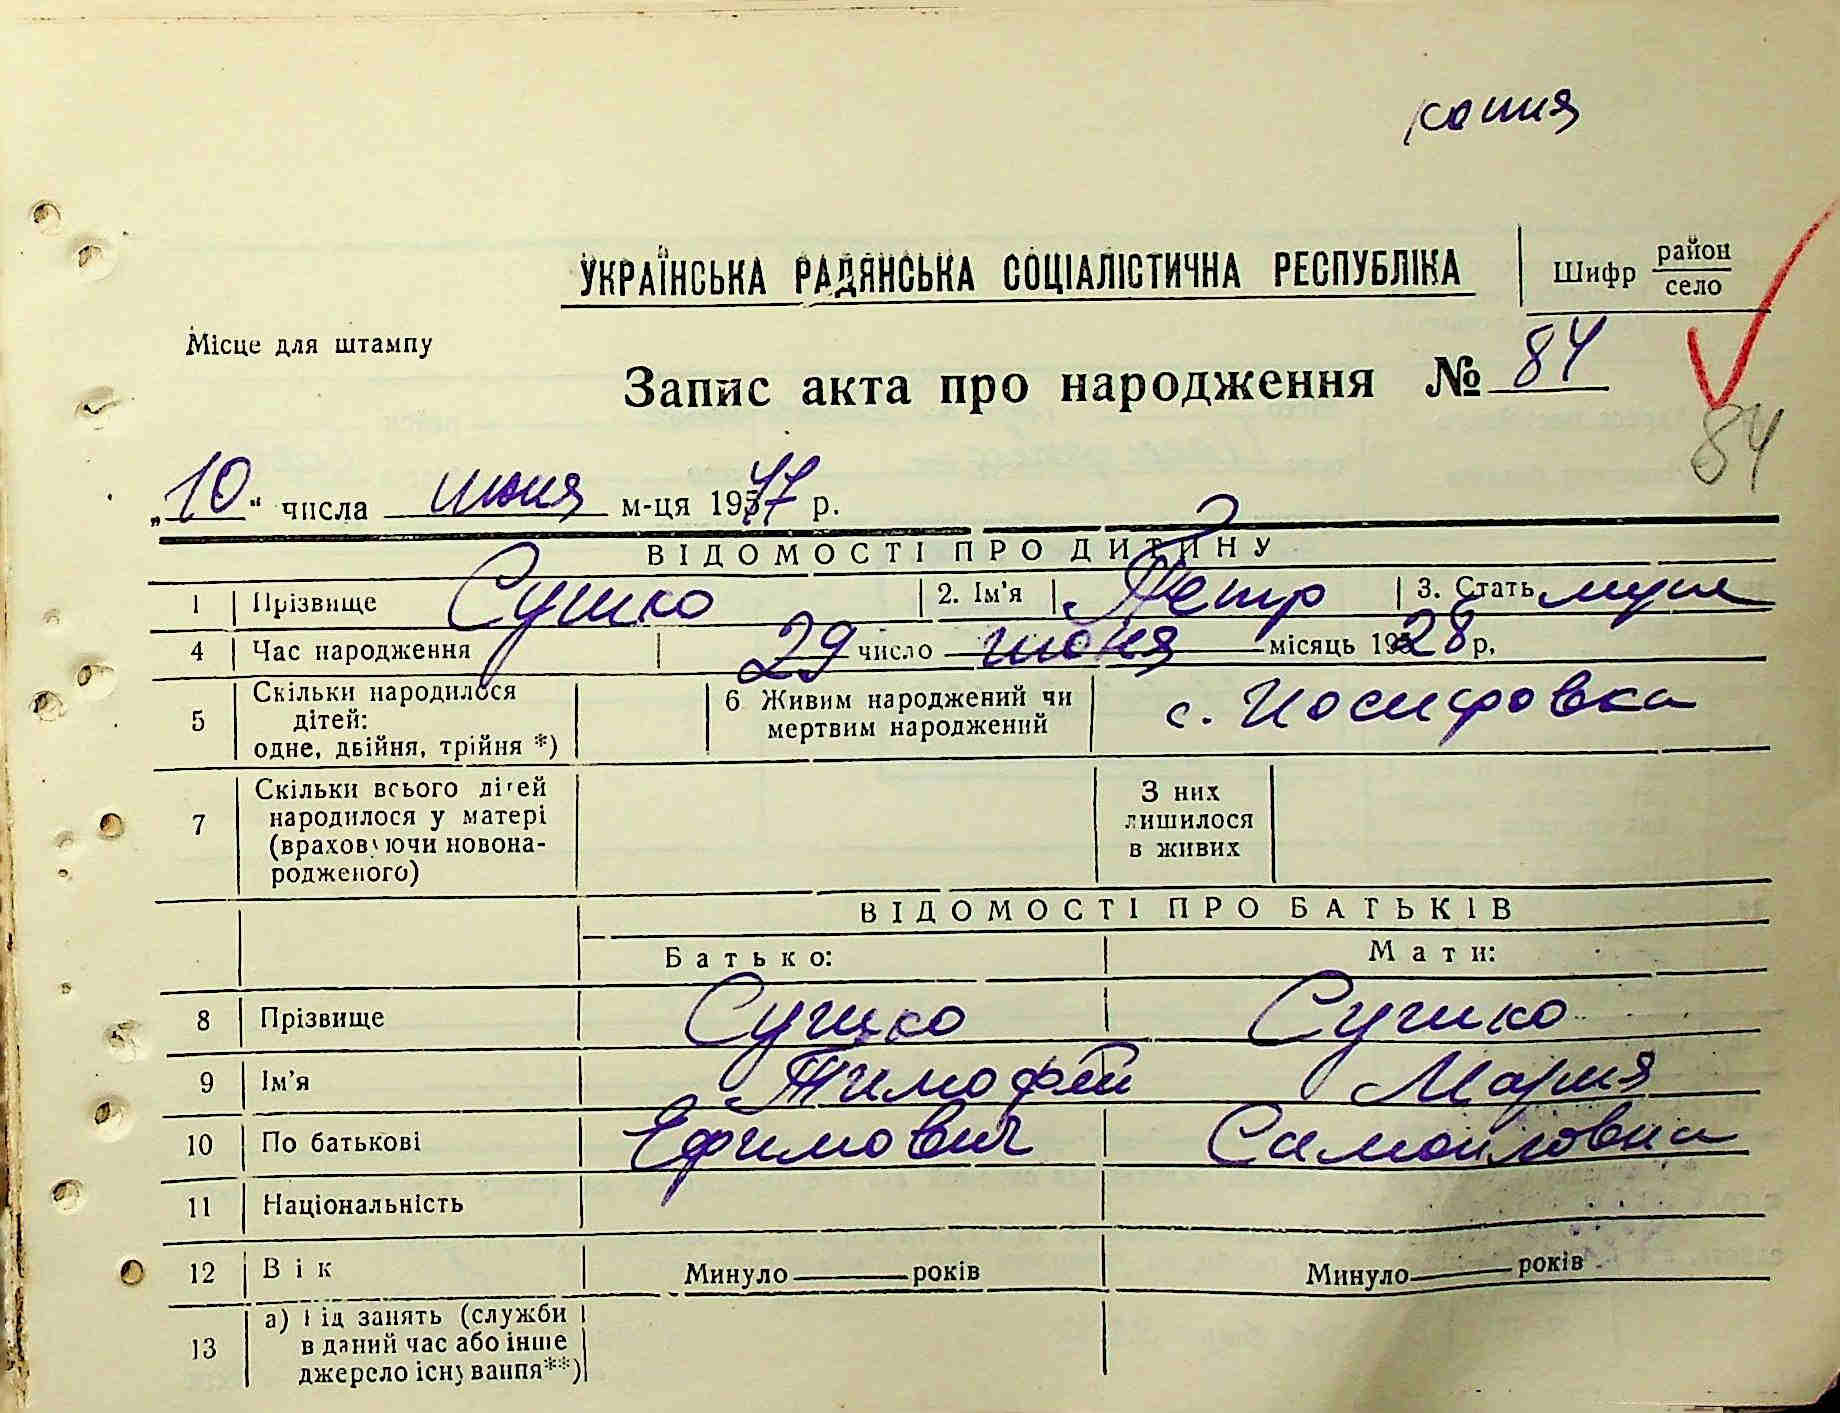 копия
УКРАЇНСЬКА РАДЯНСЬКА СОЦІАЛІСТИЧНА РЕСПУБЛІКА
Шифр район село
Місце для штампу
Запис акта про народження № 84
84
„10“ числа июня м-ця 1947 р.
ВІДОМОСТІ ПРО ДИТИНУ
1 Прізвище Сушко 2. Ім'я Петр 3. Стать муж
4 Час народження 29 число июня місяць 1928 р.
5 Скільки народилося дітей: одне, двійня, трійня *) 6 Живим народжений чи мертвим народжений с. Иосифовка
7 Скільки всього дітей народилося у матері (враховуючи новонародженого) З них лишилося в живих
ВІДОМОСТІ ПРО БАТЬКІВ
Батько: Мати:
8 Прізвище Сушко Сушко
9 Ім'я Тимофей Мария
10 По батькові Ефимович Самойловна
11 Національність
12 Вік Минуло років Минуло років
13 а) Рід занять (служби в даний час або інше джерело існування**)